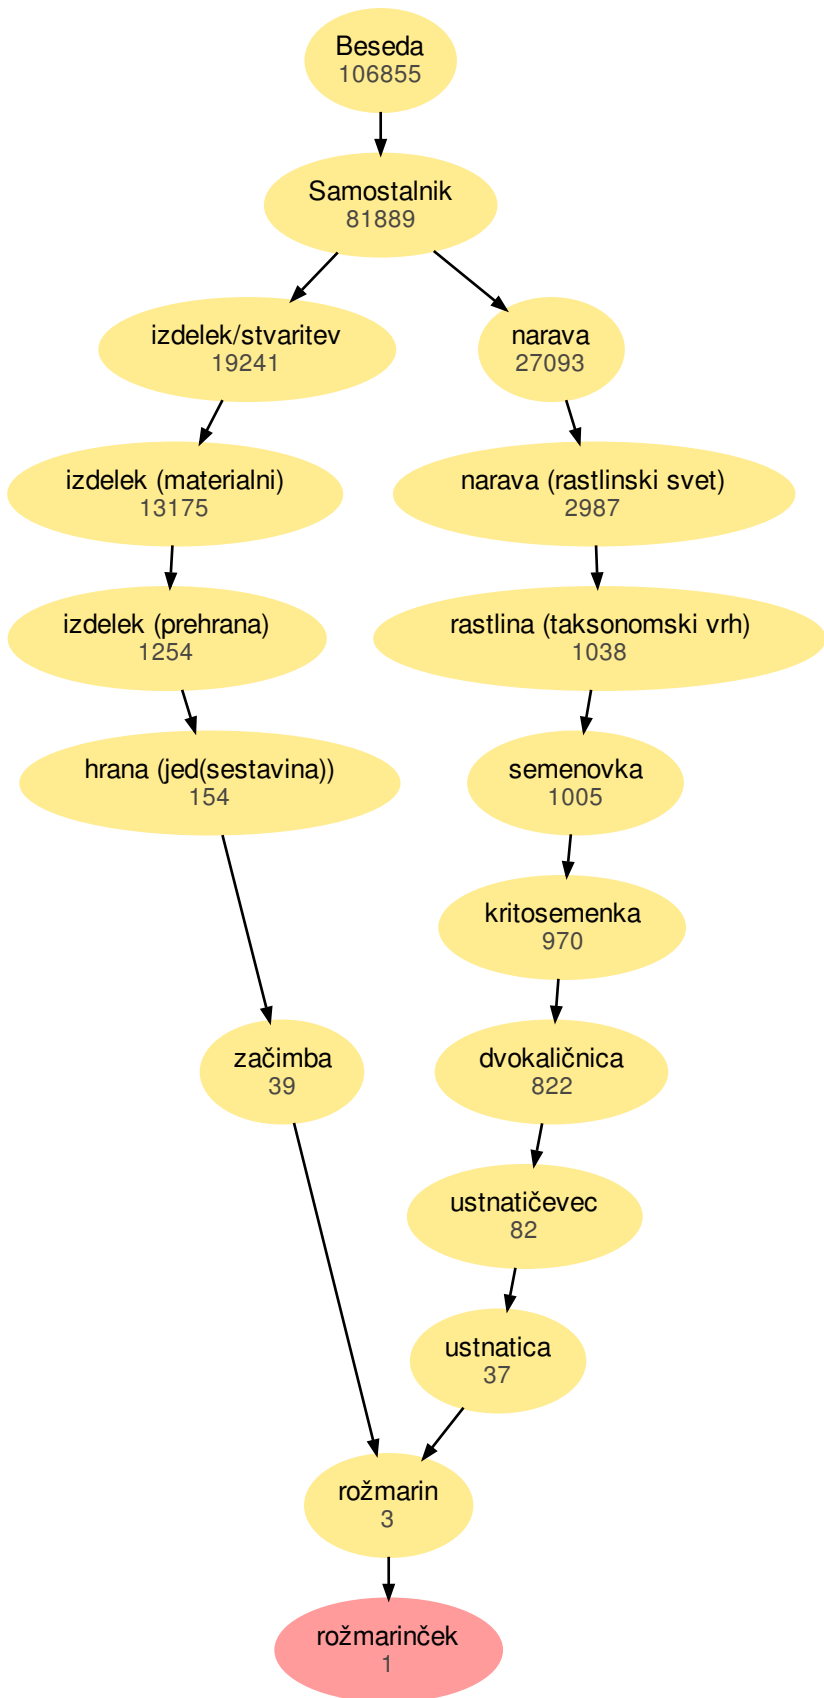 Beseda
106855
Samostalnik
81889
izdelek/stvaritev
19241
narava
27093
izdelek (materialni)
13175
narava (rastlinski svet)
2987
izdelek (prehrana)
1254
rastlina (taksonomski vrh)
1038
hrana (jed(sestavina))
154
semenovka
1005
kritosemenka
970
začimba
39
dvokaličnica
822
ustnatičevec
82
ustnatica
37
rožmarin
3
rožmarinček
1